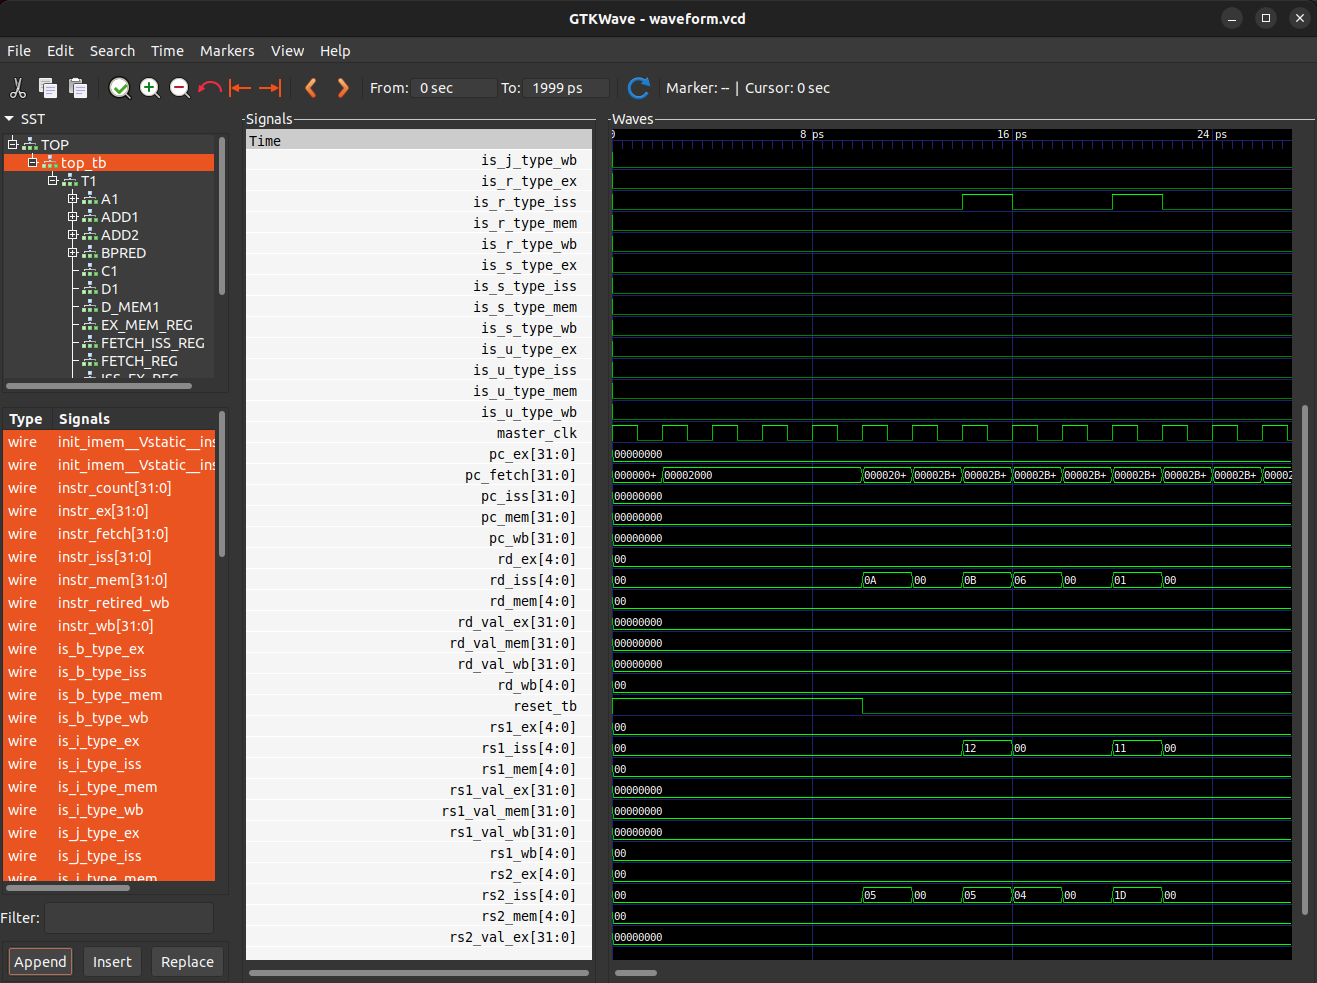 GTKWave - waveform.vcd
File Edit Search Time Markers View Help
From: 0 sec To: 1999 ps Marker: -- | Cursor: 0 sec
SST
TOP
top_tb
T1
A1
ADD1
ADD2
BPRED
C1
D1
D_MEM1
EX_MEM_REG
FETCH_ISS_REG
FETCH_REG
ISS_EX_REG
Type Signals
wire init_imem__Vstatic__ins
wire init_imem__Vstatic__ins
wire instr_count[31:0]
wire instr_ex[31:0]
wire instr_fetch[31:0]
wire instr_iss[31:0]
wire instr_mem[31:0]
wire instr_retired_wb
wire instr_wb[31:0]
wire is_b_type_ex
wire is_b_type_iss
wire is_b_type_mem
wire is_b_type_wb
wire is_i_type_ex
wire is_i_type_iss
wire is_i_type_mem
wire is_i_type_wb
wire is_j_type_ex
wire is_j_type_iss
wire is_j_type_mem
Filter:
Append Insert Replace
Signals
Time
is_j_type_wb
is_r_type_ex
is_r_type_iss
is_r_type_mem
is_r_type_wb
is_s_type_ex
is_s_type_iss
is_s_type_mem
is_s_type_wb
is_u_type_ex
is_u_type_iss
is_u_type_mem
is_u_type_wb
master_clk
pc_ex[31:0]
pc_fetch[31:0]
pc_iss[31:0]
pc_mem[31:0]
pc_wb[31:0]
rd_ex[4:0]
rd_iss[4:0]
rd_mem[4:0]
rd_val_ex[31:0]
rd_val_mem[31:0]
rd_val_wb[31:0]
rd_wb[4:0]
reset_tb
rs1_ex[4:0]
rs1_iss[4:0]
rs1_mem[4:0]
rs1_val_ex[31:0]
rs1_val_mem[31:0]
rs1_val_wb[31:0]
rs1_wb[4:0]
rs2_ex[4:0]
rs2_iss[4:0]
rs2_mem[4:0]
rs2_val_ex[31:0]
Waves
0 8 ps 16 ps 24 ps
00000000
000000+ 00002000 000020+ 00002B+ 00002B+ 00002B+ 00002B+ 00002B+ 00002B+ 00002B+ 00002
00000000
00000000
00000000
00
00 0A 00 0B 06 00 01 00
00
00000000
00000000
00000000
00
00
00 12 00 11 00
00
00000000
00000000
00000000
00
00
00 05 00 05 04 00 1D 00
00
00000000